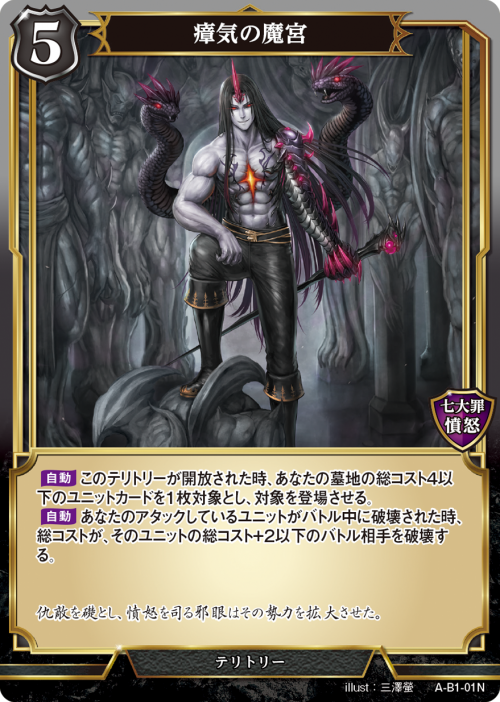 5
瘴気の魔宮
七大罪
憤怒
自動 このテリトリーが開放された時、あなたの墓地の総コスト4以
下のユニットカードを1枚対象とし、対象を登場させる。
自動 あなたのアタックしているユニットがバトル中に破壊された時、
総コストが、そのユニットの総コスト+2以下のバトル相手を破壊す
る。
仇敵を礎とし、憤怒を司る邪眼はその勢力を拡大させた。
テリトリー
illust：三澤螢 A-B1-01N